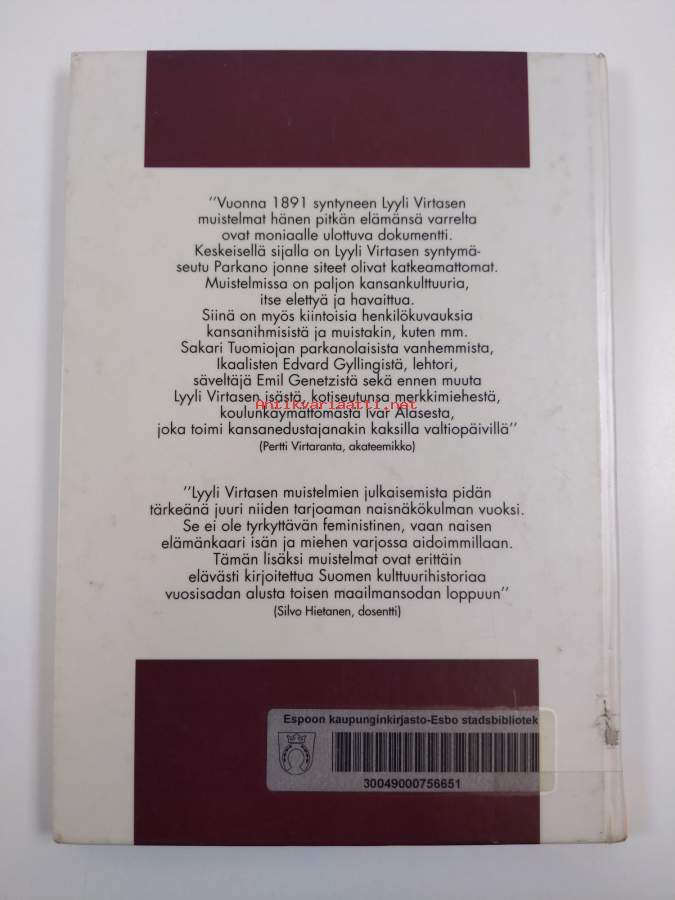 "Vuonna 1891 syntyneen Lyyli Virtasen
muistelmat hänen pitkän elämänsä varrelta
ovat moniaalle ulottuva dokumentti.
Keskeisellä sijalla on Lyyli Virtasen syntymä-
seutu Parkano jonne siteet olivat katkeamattomat.
Muistelmissa on paljon kansankulttuuria,
itse elettyä ja havaittua.
Siinä on myös kiintoisia henkilökuvauksia
kansanihmisistä ja muistakin, kuten mm.
Sakari Tuomiojan parkanolaisista vanhemmista,
Ikaalisten Edvard Gyllingistä, lehtori,
säveltäjä Emil Genetzistä sekä ennen muuta
Lyyli Virtasen isästä, kotiseutunsa merkkimiehestä,
Antikvariaatti.net
koulunkäymättömästä Ivar Alasesta,
joka toimi kansanedustajanakin kaksilla valtiopäivillä"
(Pertti Virtaranta, akateemikko)
"Lyyli Virtasen muistelmien julkaisemista pidän
tärkeänä juuri niiden tarjoaman naisnäkökulman vuoksi.
Se ei ole tyrkyttävän feministinen, vaan naisen
elämänkaari isän ja miehen varjossa aidoimmillaan.
Tämän lisäksi muistelmat ovat erittäin
elävästi kirjoitettua Suomen kulttuurihistoriaa
vuosisadan alusta toisen maailmansodan loppuun"
(Silvo Hietanen, dosentti)
Espoon kaupunginkirjasto-Esbo stadsbibliotek
30049000756651